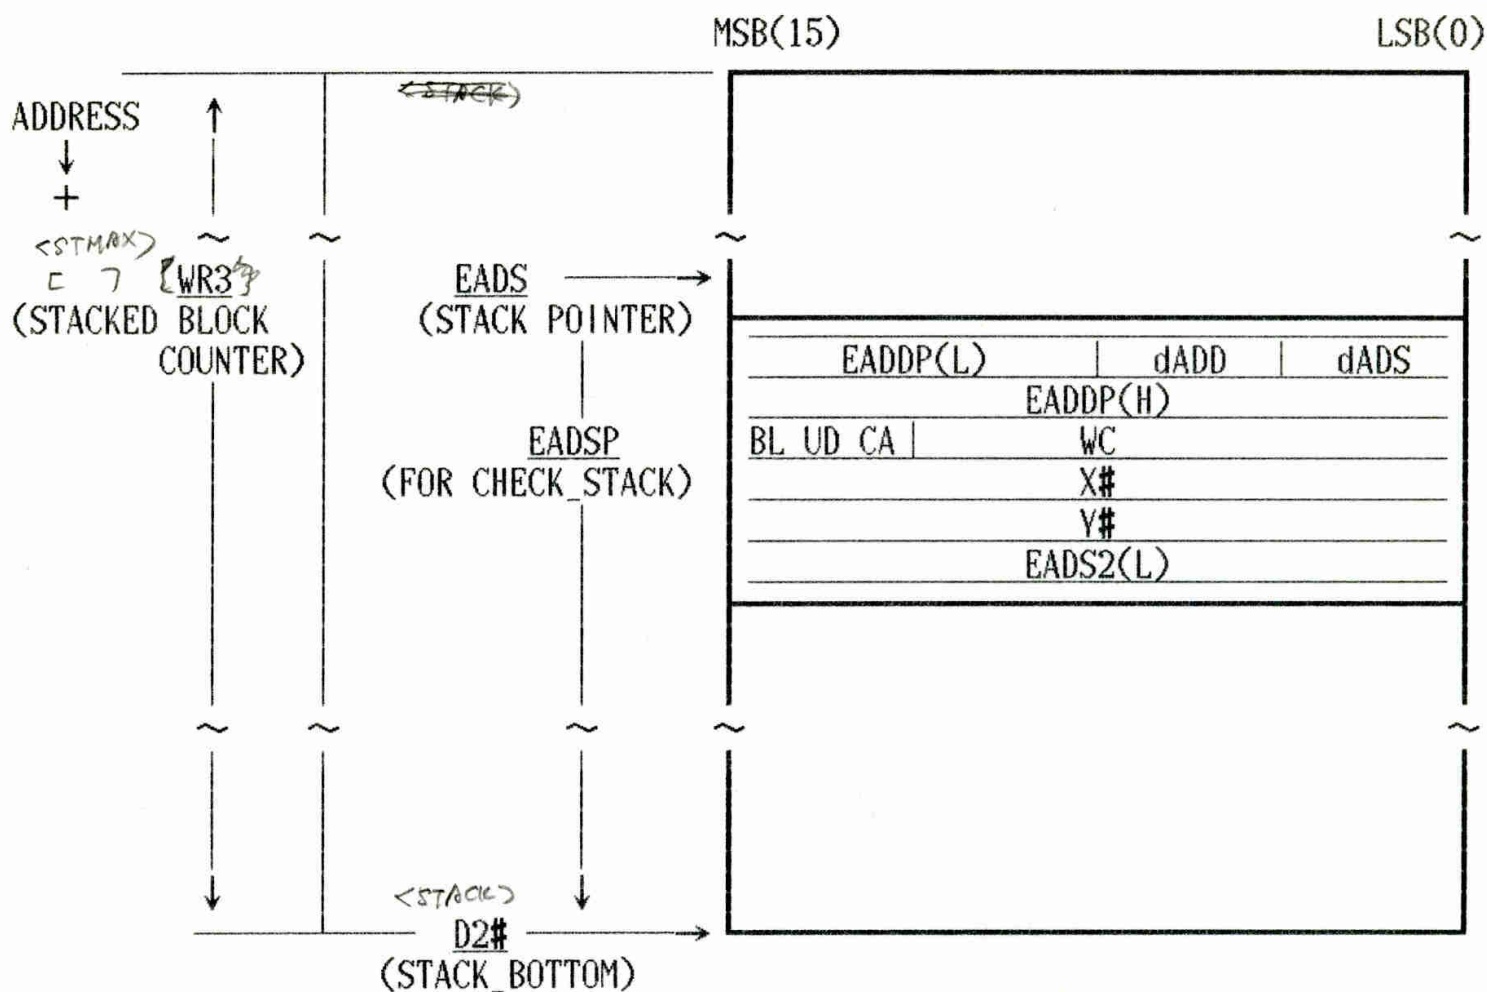 MSB(15) LSB(0)
<STACK>
ADDRESS
+
<STMAX>
[ ] {WR3}
(STACKED BLOCK
COUNTER)
EADS
(STACK POINTER)
EADDP(L) dADD dADS
EADDP(H)
BL UD CA WC
X#
Y#
EADS2(L)
EADSP
(FOR CHECK_STACK)
<STACK>
D2#
(STACK_BOTTOM)